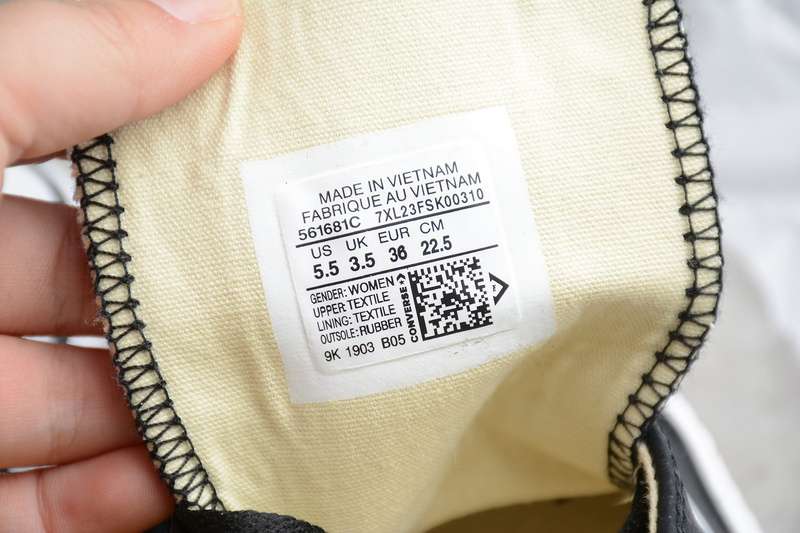 MADE IN VIETNAM
FABRIQUE AU VIETNAM
561681C 7XL23FSK00310
US UK EUR CM
5.5 3.5 36 22.5
GENDER: WOMEN
UPPER: TEXTILE
LINING: TEXTILE
OUTSOLE: RUBBER
9K 1903 B05
CONVERSE